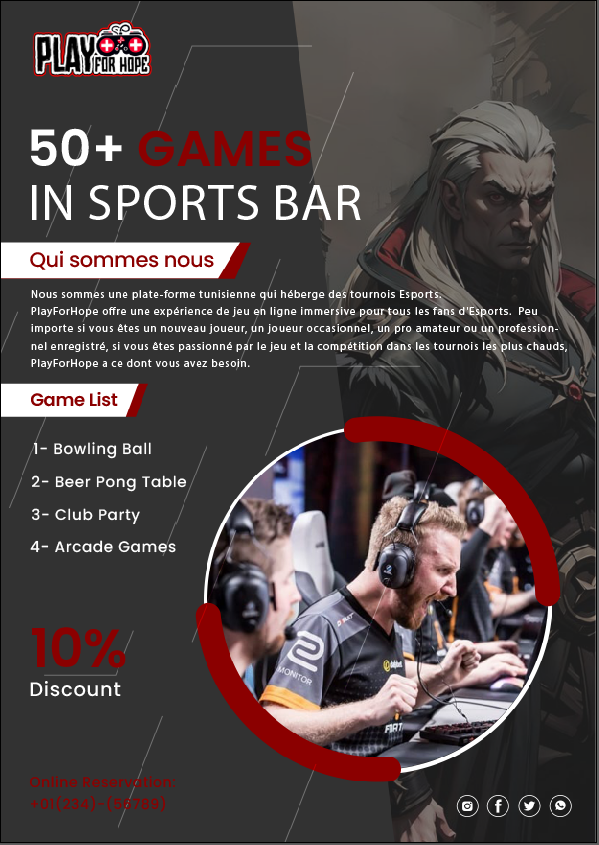 PLAY
FOR HOPE
50+ GAMES
IN SPORTS BAR
Qui sommes nous
Nous sommes une plate-forme tunisienne qui héberge des tournois Esports.
PlayForHope offre une expérience de jeu en ligne immersive pour tous les fans d'Esports. Peu
importe si vous êtes un nouveau joueur, un joueur occasionnel, un pro amateur ou un profession-
nel enregistré, si vous êtes passionné par le jeu et la compétition dans les tournois les plus chauds,
PlayForHope a ce dont vous avez besoin.
Game List
1- Bowling Ball
2- Beer Pong Table
3- Club Party
4- Arcade Games
MONITOR
10%
Discount
Online Reservation:
+01(234)-(56789)